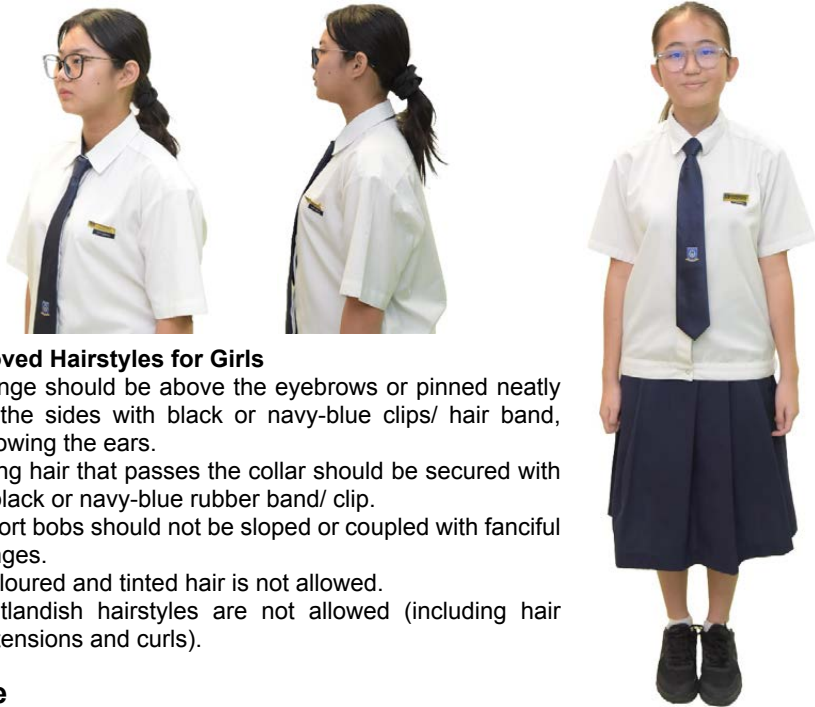 ved Hairstyles for Girls
nge should be above the eyebrows or pinned neatly
the sides with black or navy-blue clips/ hair band,
owing the ears.
ng hair that passes the collar should be secured with
black or navy-blue rubber band/ clip.
ort bobs should not be sloped or coupled with fanciful
nges.
loured and tinted hair is not allowed.
tlandish hairstyles are not allowed (including hair
tensions and curls).
e